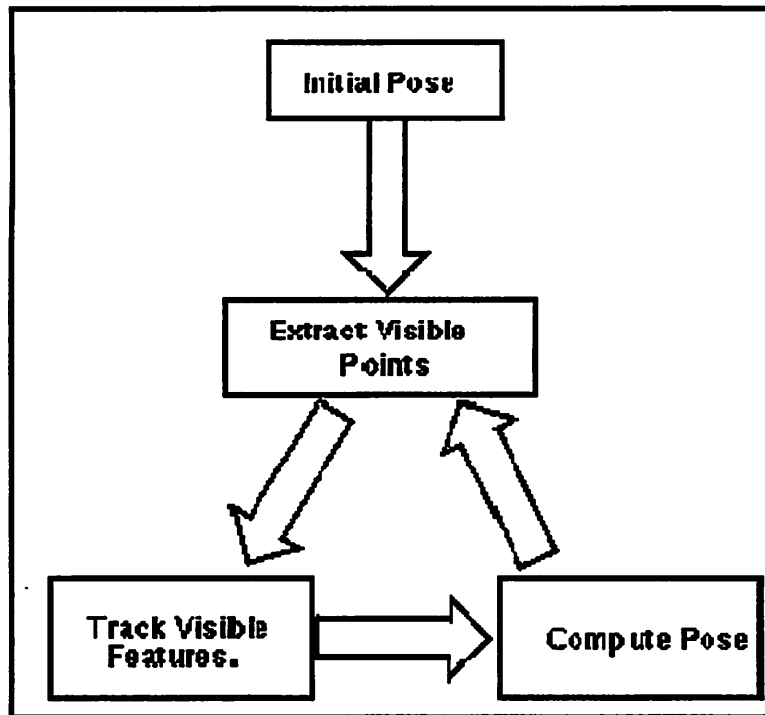 Initial Pose
Extract Visible
Points
Track Visible
Features.
Compute Pose